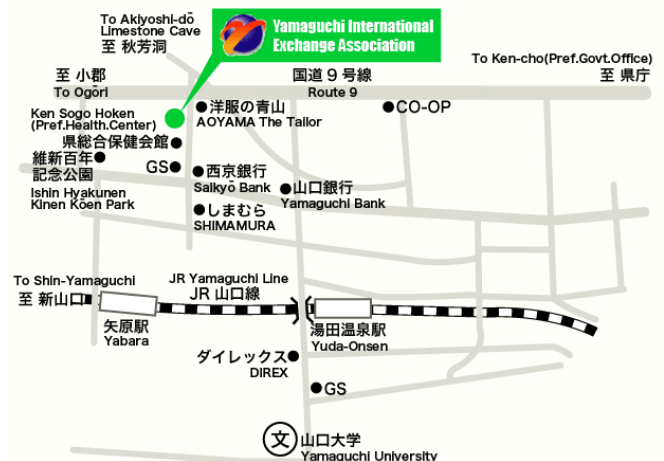 To Akiyoshi-dō
Limestone Cave
至 秋芳洞
Yamaguchi International
Exchange Association
To Ken-cho(Pref.Govt.Office)
至 県庁
至 小郡
To Ogōri
国道９号線
Route 9
Ken Sogo Hoken
(Pref.Health.Center)
県総合保健会館
洋服の青山
AOYAMA The Tailor
CO-OP
維新百年
記念公園
Ishin Hyakunen
Kinen Kōen Park
GS
西京銀行
Saikyō Bank
山口銀行
Yamaguchi Bank
しまむら
SHIMAMURA
To Shin-Yamaguchi
至 新山口
JR Yamaguchi Line
JR 山口線
矢原駅
Yabara
湯田温泉駅
Yuda-Onsen
ダイレックス
DIREX
GS
文
山口大学
Yamaguchi University